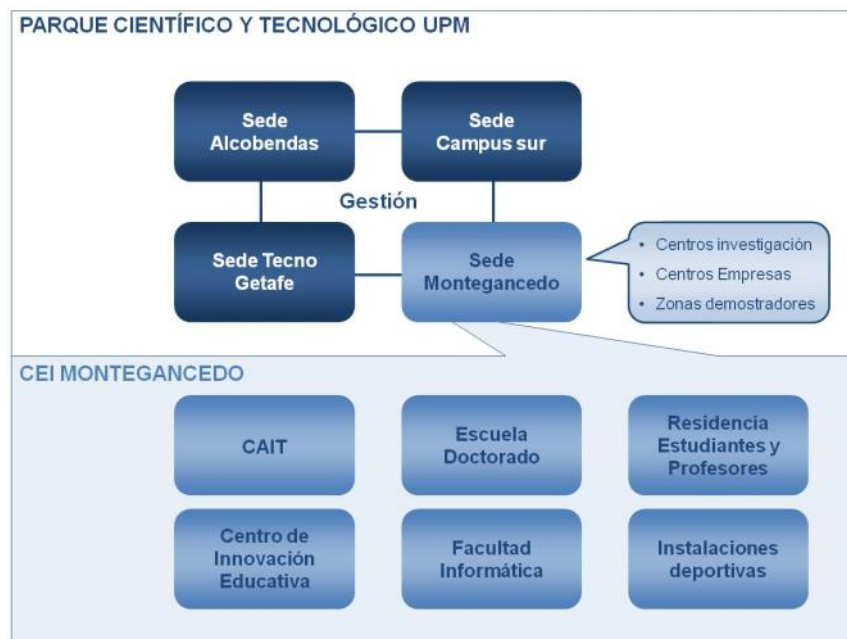 PARQUE CIENTÍFICO Y TECNOLÓGICO UPM
Sede
Alcobendas
Sede
Campus sur
Gestión
Sede Tecno
Getafe
Sede
Montegancedo
• Centros investigación
• Centros Empresas
• Zonas demostradores
CEI MONTEGANCEDO
CAIT
Escuela
Doctorado
Residencia
Estudiantes y
Profesores
Centro de
Innovación
Educativa
Facultad
Informática
Instalaciones
deportivas